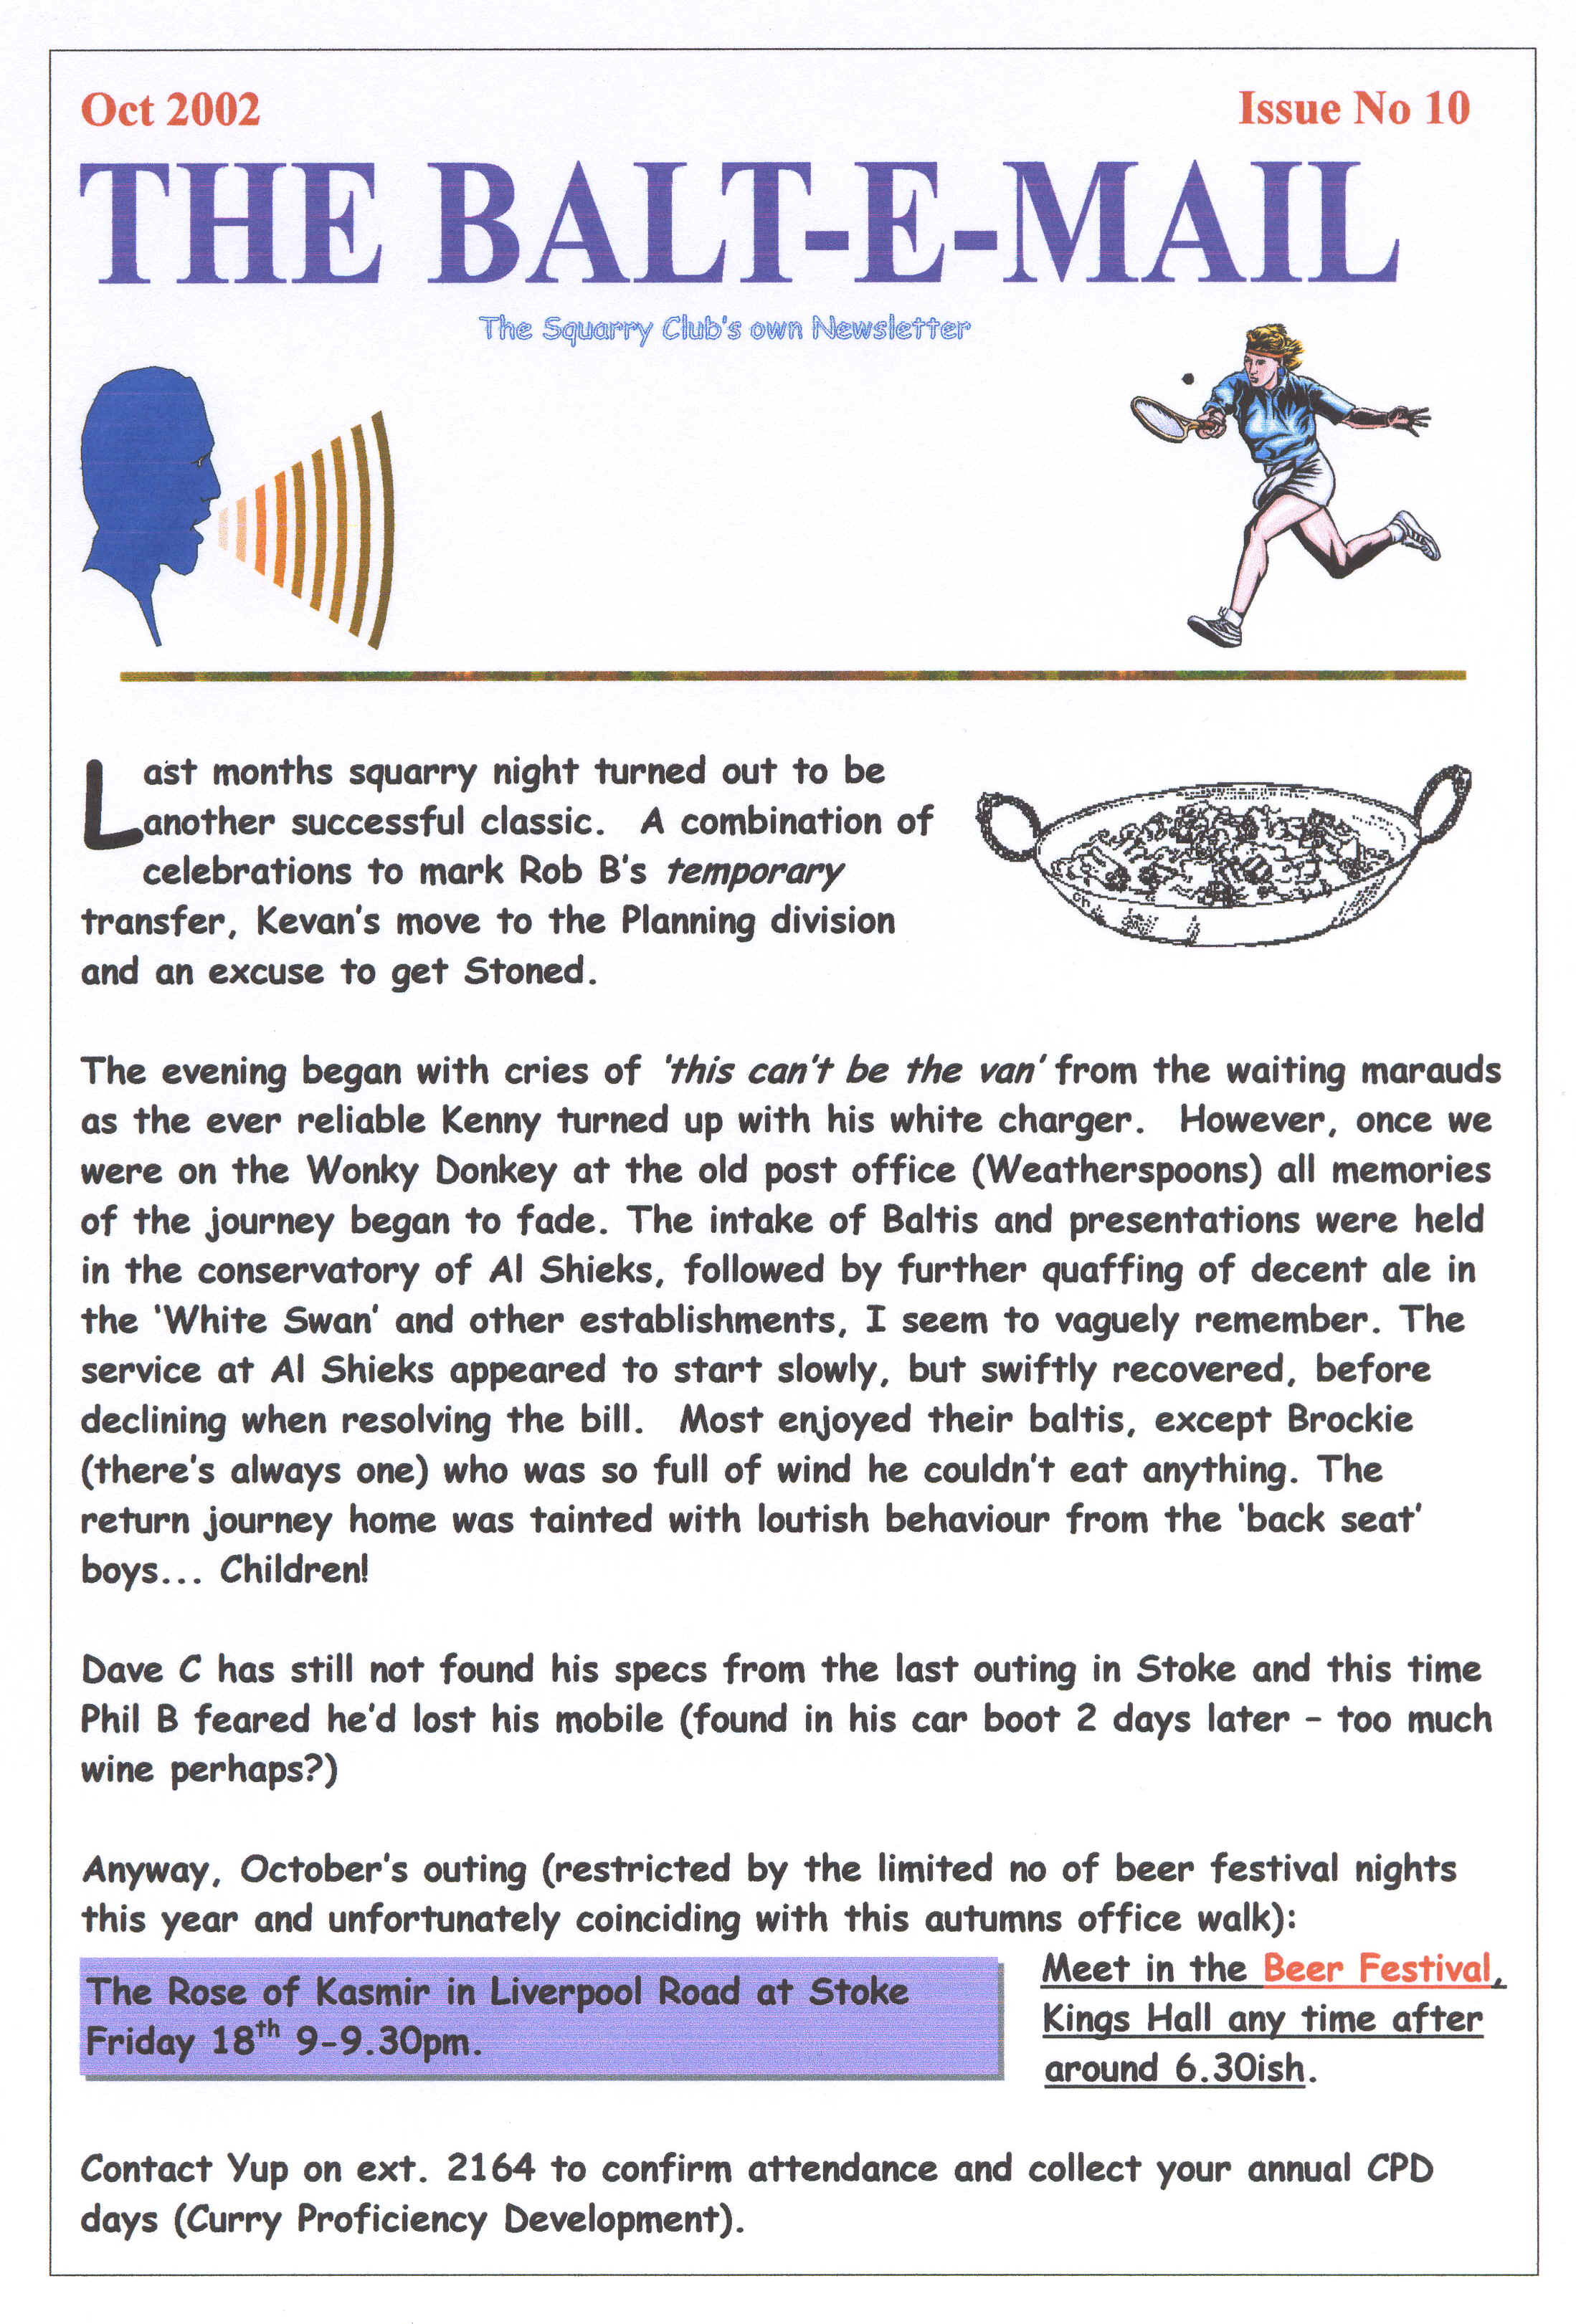 Oct 2002 Issue No 10
THE BALT-E-MAIL
The Squarry Club's own Newsletter
Last months squarry night turned out to be
another successful classic. A combination of
celebrations to mark Rob B's temporary
transfer, Kevan's move to the Planning division
and an excuse to get Stoned.
The evening began with cries of 'this can't be the van' from the waiting marauds
as the ever reliable Kenny turned up with his white charger. However, once we
were on the Wonky Donkey at the old post office (Weatherspoons) all memories
of the journey began to fade. The intake of Baltis and presentations were held
in the conservatory of Al Shieks, followed by further quaffing of decent ale in
the 'White Swan' and other establishments, I seem to vaguely remember. The
service at Al Shieks appeared to start slowly, but swiftly recovered, before
declining when resolving the bill. Most enjoyed their baltis, except Brockie
(there's always one) who was so full of wind he couldn't eat anything. The
return journey home was tainted with loutish behaviour from the 'back seat'
boys... Children!
Dave C has still not found his specs from the last outing in Stoke and this time
Phil B feared he'd lost his mobile (found in his car boot 2 days later – too much
wine perhaps?)
Anyway, October's outing (restricted by the limited no of beer festival nights
this year and unfortunately coinciding with this autumns office walk):
The Rose of Kasmir in Liverpool Road at Stoke
Friday 18th 9-9.30pm.
Meet in the Beer Festival,
Kings Hall any time after
around 6.30ish.
Contact Yup on ext. 2164 to confirm attendance and collect your annual CPD
days (Curry Proficiency Development).